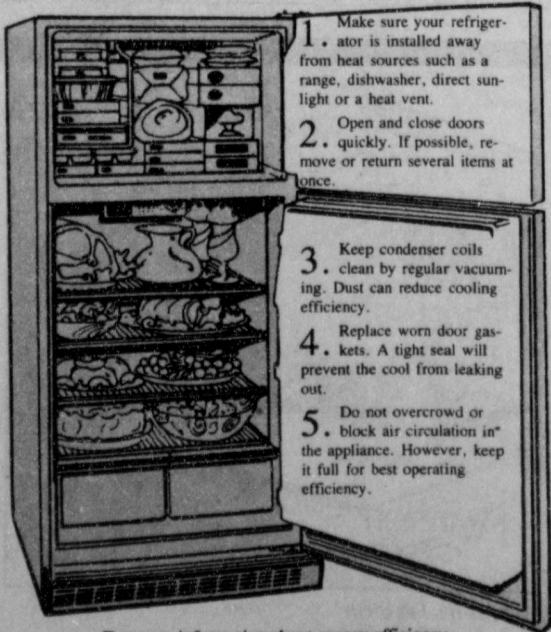 1. Make sure your refriger-
ator is installed away
from heat sources such as a
range, dishwasher, direct sun-
light or a heat vent.
2. Open and close doors
quickly. If possible, re-
move or return several items at
once.
3. Keep condenser coils
clean by regular vacuum-
ing. Dust can reduce cooling
efficiency.
4. Replace worn door gas-
kets. A tight seal will
prevent the cool from leaking
out.
5. Do not overcrowd or
block air circulation in
the appliance. However, keep
it full for best operating
efficiency.